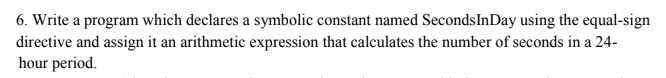 6. Write a program which declares a symbolic constant named SecondsInDay using the equal-sign
directive and assign it an arithmetic expression that calculates the number of seconds in a 24-
hour period.